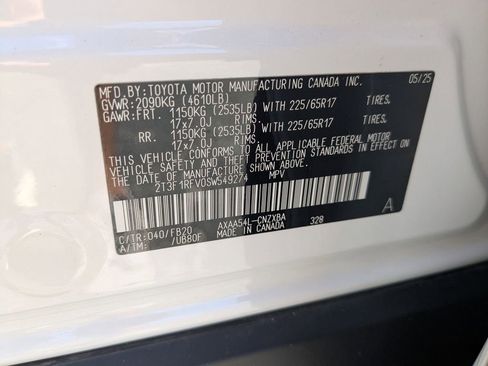 MFD.BY:TOYOTA MOTOR MANUFACTURING CANADA INC. 05/25
GVWR:2090KG (4610LB)
GAWR:FRT. 1150KG (2535LB) WITH 225/65R17 TIRES.
17x7.0J RIMS.
RR. 1150KG (2535LB) WITH 225/65R17 TIRES.
17x7.0J RIMS.
THIS VEHICLE CONFORMS TO ALL APPLICABLE FEDERAL MOTOR
VEHICLE SAFETY STANDARDS IN EFFECT ON THE DATE OF
MANUFACTURE SHOWN ABOVE.
2T3F1RFV0SW549274 MPV
C/TR:040/FB20 AXAA54L-CNZXBA 328 A
A/TM: /UB80F MADE IN CANADA